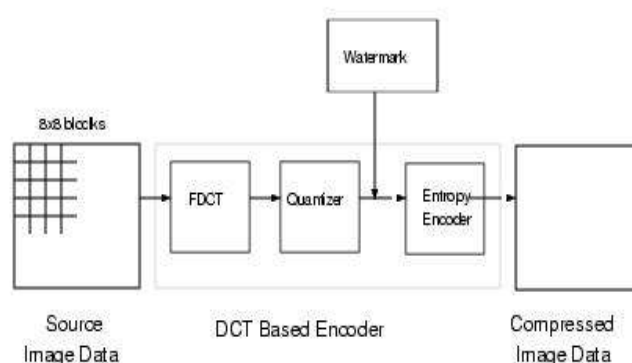 Watermark
8x8 blocks
FDCT
Quantizer
Entropy
Encoder
Source
Image Data
DCT Based Encoder
Compressed
Image Data